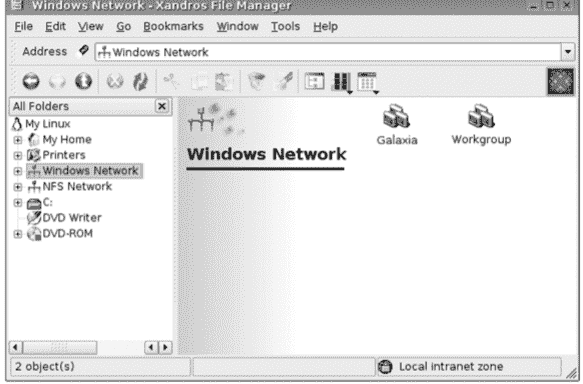 Windows Network - Xandros File Manager
File Edit View Go Bookmarks Window Tools Help
Address Windows Network
All Folders
My Linux
My Home
Printers
Windows Network
NFS Network
C:
DVD Writer
DVD-ROM
Windows Network
Galaxia
Workgroup
2 object(s)
Local intranet zone